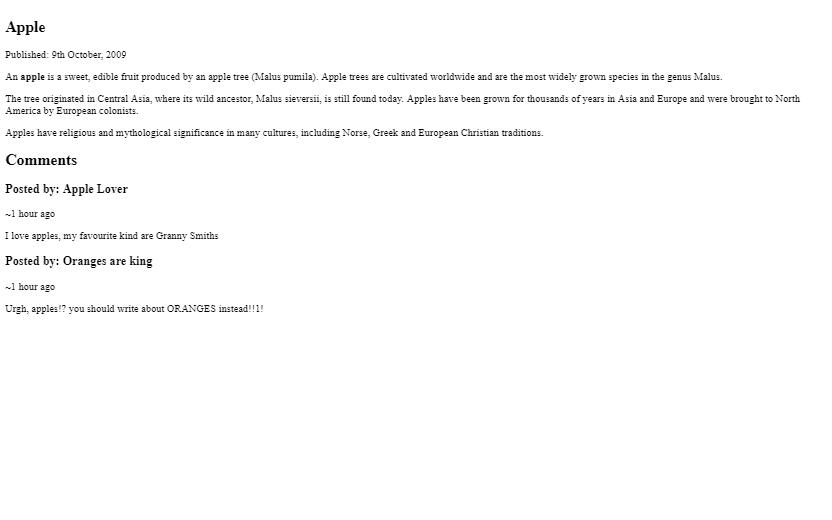 Apple
Published: 9th October, 2009
An apple is a sweet, edible fruit produced by an apple tree (Malus pumila). Apple trees are cultivated worldwide and are the most widely grown species in the genus Malus.
The tree originated in Central Asia, where its wild ancestor, Malus sieversii, is still found today. Apples have been grown for thousands of years in Asia and Europe and were brought to North
America by European colonists.
Apples have religious and mythological significance in many cultures, including Norse, Greek and European Christian traditions.
Comments
Posted by: Apple Lover
~1 hour ago
I love apples, my favourite kind are Granny Smiths
Posted by: Oranges are king
~1 hour ago
Urgh, apples!? you should write about ORANGES instead!!1!